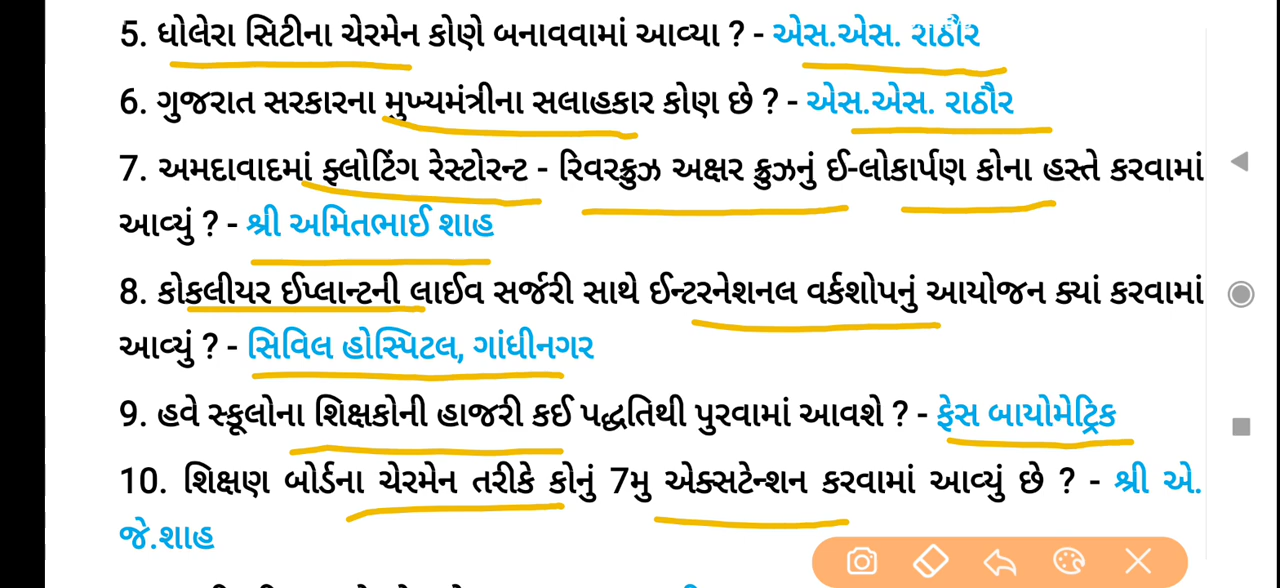 5. ધોલેરા સિટીના ચેરમેન કોણે બનાવવામાં આવ્યા ? - એસ.એસ. રાઠૌર
6. ગુજરાત સરકારના મુખ્યમંત્રીના સલાહકાર કોણ છે ? - એસ.એસ. રાઠૌર
7. અમદાવાદમાં ફ્લોટિંગ રેસ્ટોરન્ટ - રિવરક્રુઝ અક્ષર ક્રુઝનું ઈ-લોકાર્પણ કોના હસ્તે કરવામાં
આવ્યું ? - શ્રી અમિતભાઈ શાહ
8. કોકલીયર ઈપ્લાન્ટની લાઈવ સર્જરી સાથે ઈન્ટરનેશનલ વર્કશોપનું આયોજન ક્યાં કરવામાં
આવ્યું ? - સિવિલ હોસ્પિટલ, ગાંધીનગર
9. હવે સ્કૂલોના શિક્ષકોની હાજરી કઈ પદ્ધતિથી પુરવામાં આવશે ? - ફેસ બાયોમેટ્રિક
10. શિક્ષણ બોર્ડના ચેરમેન તરીકે કોનું 7મુ એક્સટેન્શન કરવામાં આવ્યું છે ? - શ્રી એ.
જે.શાહ